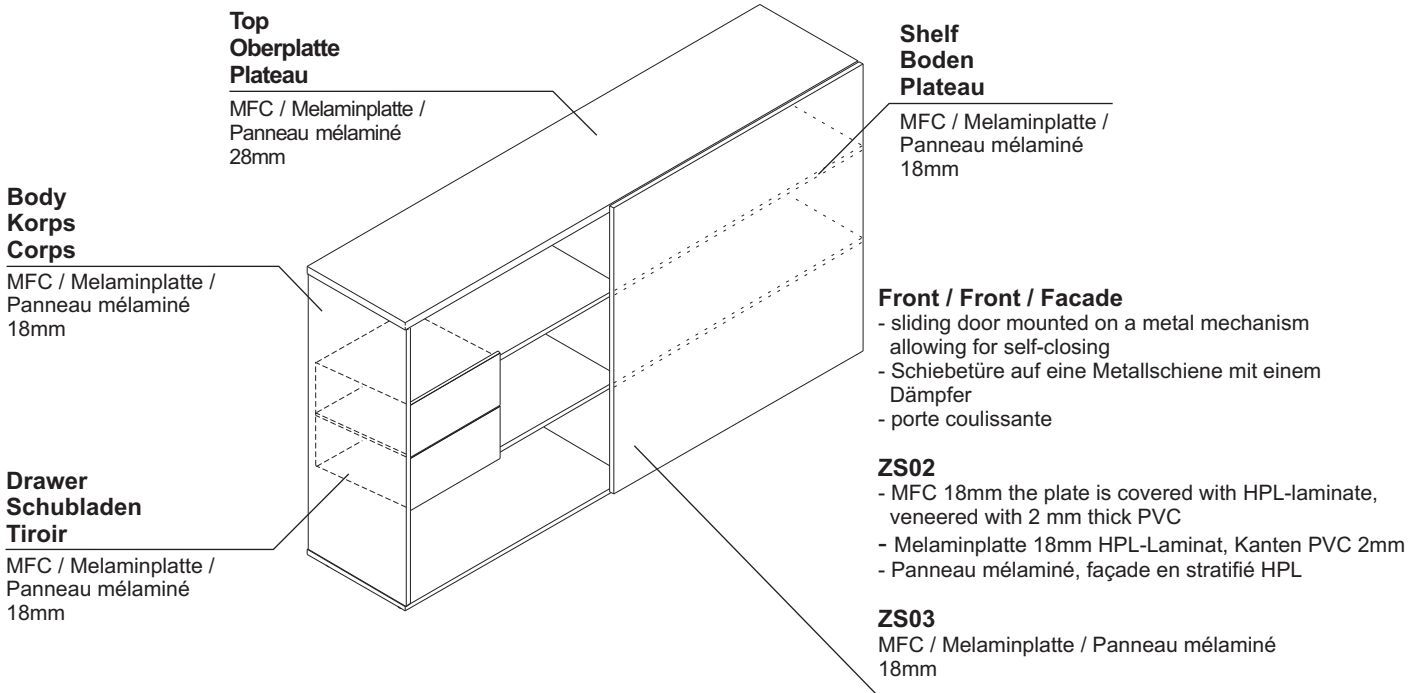 Top
Oberplatte
Plateau
MFC / Melaminplatte /
Panneau mélaminé
28mm
Shelf
Boden
Plateau
MFC / Melaminplatte /
Panneau mélaminé
18mm
Body
Korps
Corps
MFC / Melaminplatte /
Panneau mélaminé
18mm
Drawer
Schubladen
Tiroir
MFC / Melaminplatte /
Panneau mélaminé
18mm
Front / Front / Facade
- sliding door mounted on a metal mechanism
allowing for self-closing
- Schiebetüre auf eine Metallschiene mit einem
Dämpfer
- porte coulissante
ZS02
- MFC 18mm the plate is covered with HPL-laminate,
veneered with 2 mm thick PVC
- Melaminplatte 18mm HPL-Laminat, Kanten PVC 2mm
- Panneau mélaminé, façade en stratifié HPL
ZS03
MFC / Melaminplatte / Panneau mélaminé
18mm